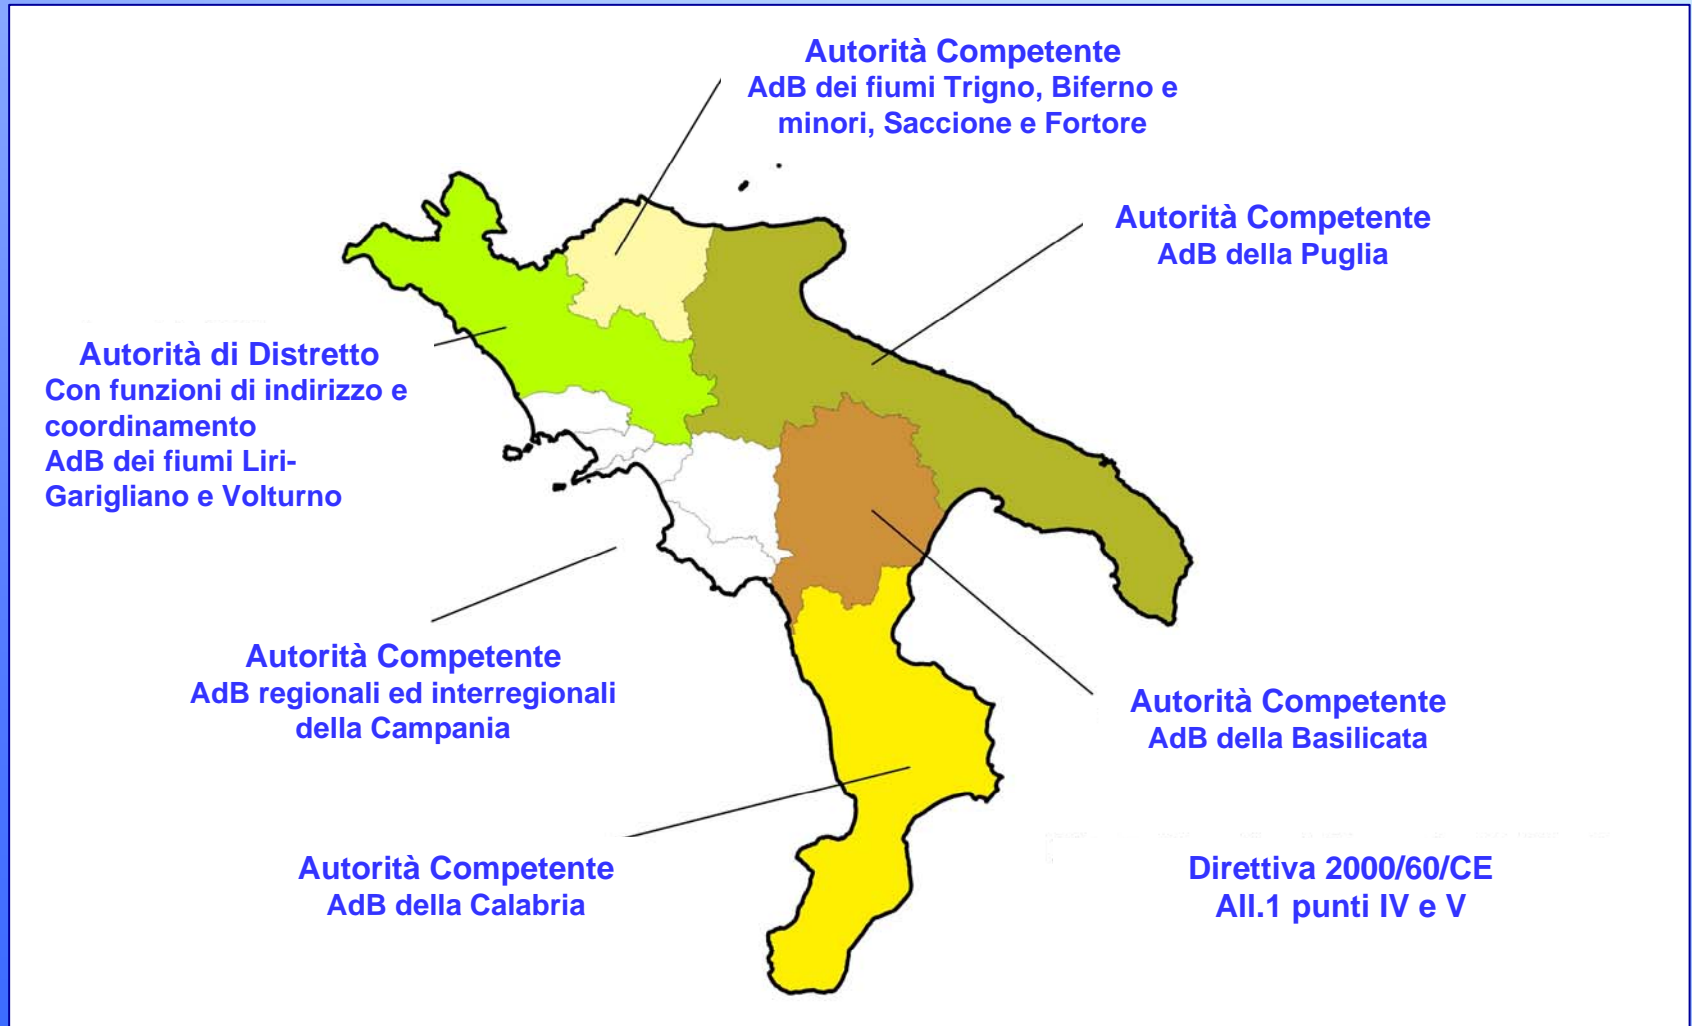 Autorità Competente
AdB dei fiumi Trigno, Biferno e
minori, Saccione e Fortore
Autorità Competente
AdB della Puglia
Autorità di Distretto
Con funzioni di indirizzo e
coordinamento
AdB dei fiumi Liri-
Garigliano e Volturno
Autorità Competente
AdB regionali ed interregionali
della Campania
Autorità Competente
AdB della Basilicata
Autorità Competente
AdB della Calabria
Direttiva 2000/60/CE
All.1 punti IV e V